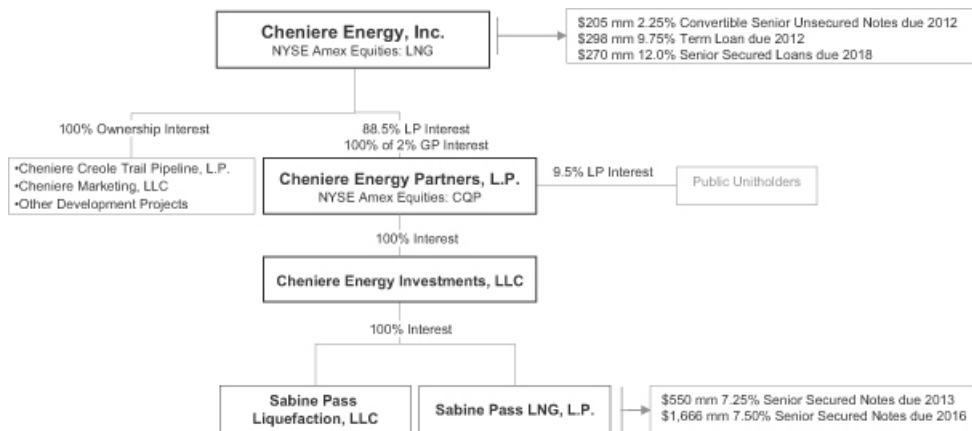 Cheniere Energy, Inc.
NYSE Amex Equities: LNG
$205 mm 2.25% Convertible Senior Unsecured Notes due 2012
$298 mm 9.75% Term Loan due 2012
$270 mm 12.0% Senior Secured Loans due 2018
100% Ownership Interest
88.5% LP Interest
100% of 2% GP Interest
•Cheniere Creole Trail Pipeline, L.P.
•Cheniere Marketing, LLC
•Other Development Projects
Cheniere Energy Partners, L.P.
NYSE Amex Equities: CQP
9.5% LP Interest
Public Unitholders
100% Interest
Cheniere Energy Investments, LLC
100% Interest
Sabine Pass
Liquefaction, LLC
Sabine Pass LNG, L.P.
$550 mm 7.25% Senior Secured Notes due 2013
$1,666 mm 7.50% Senior Secured Notes due 2016